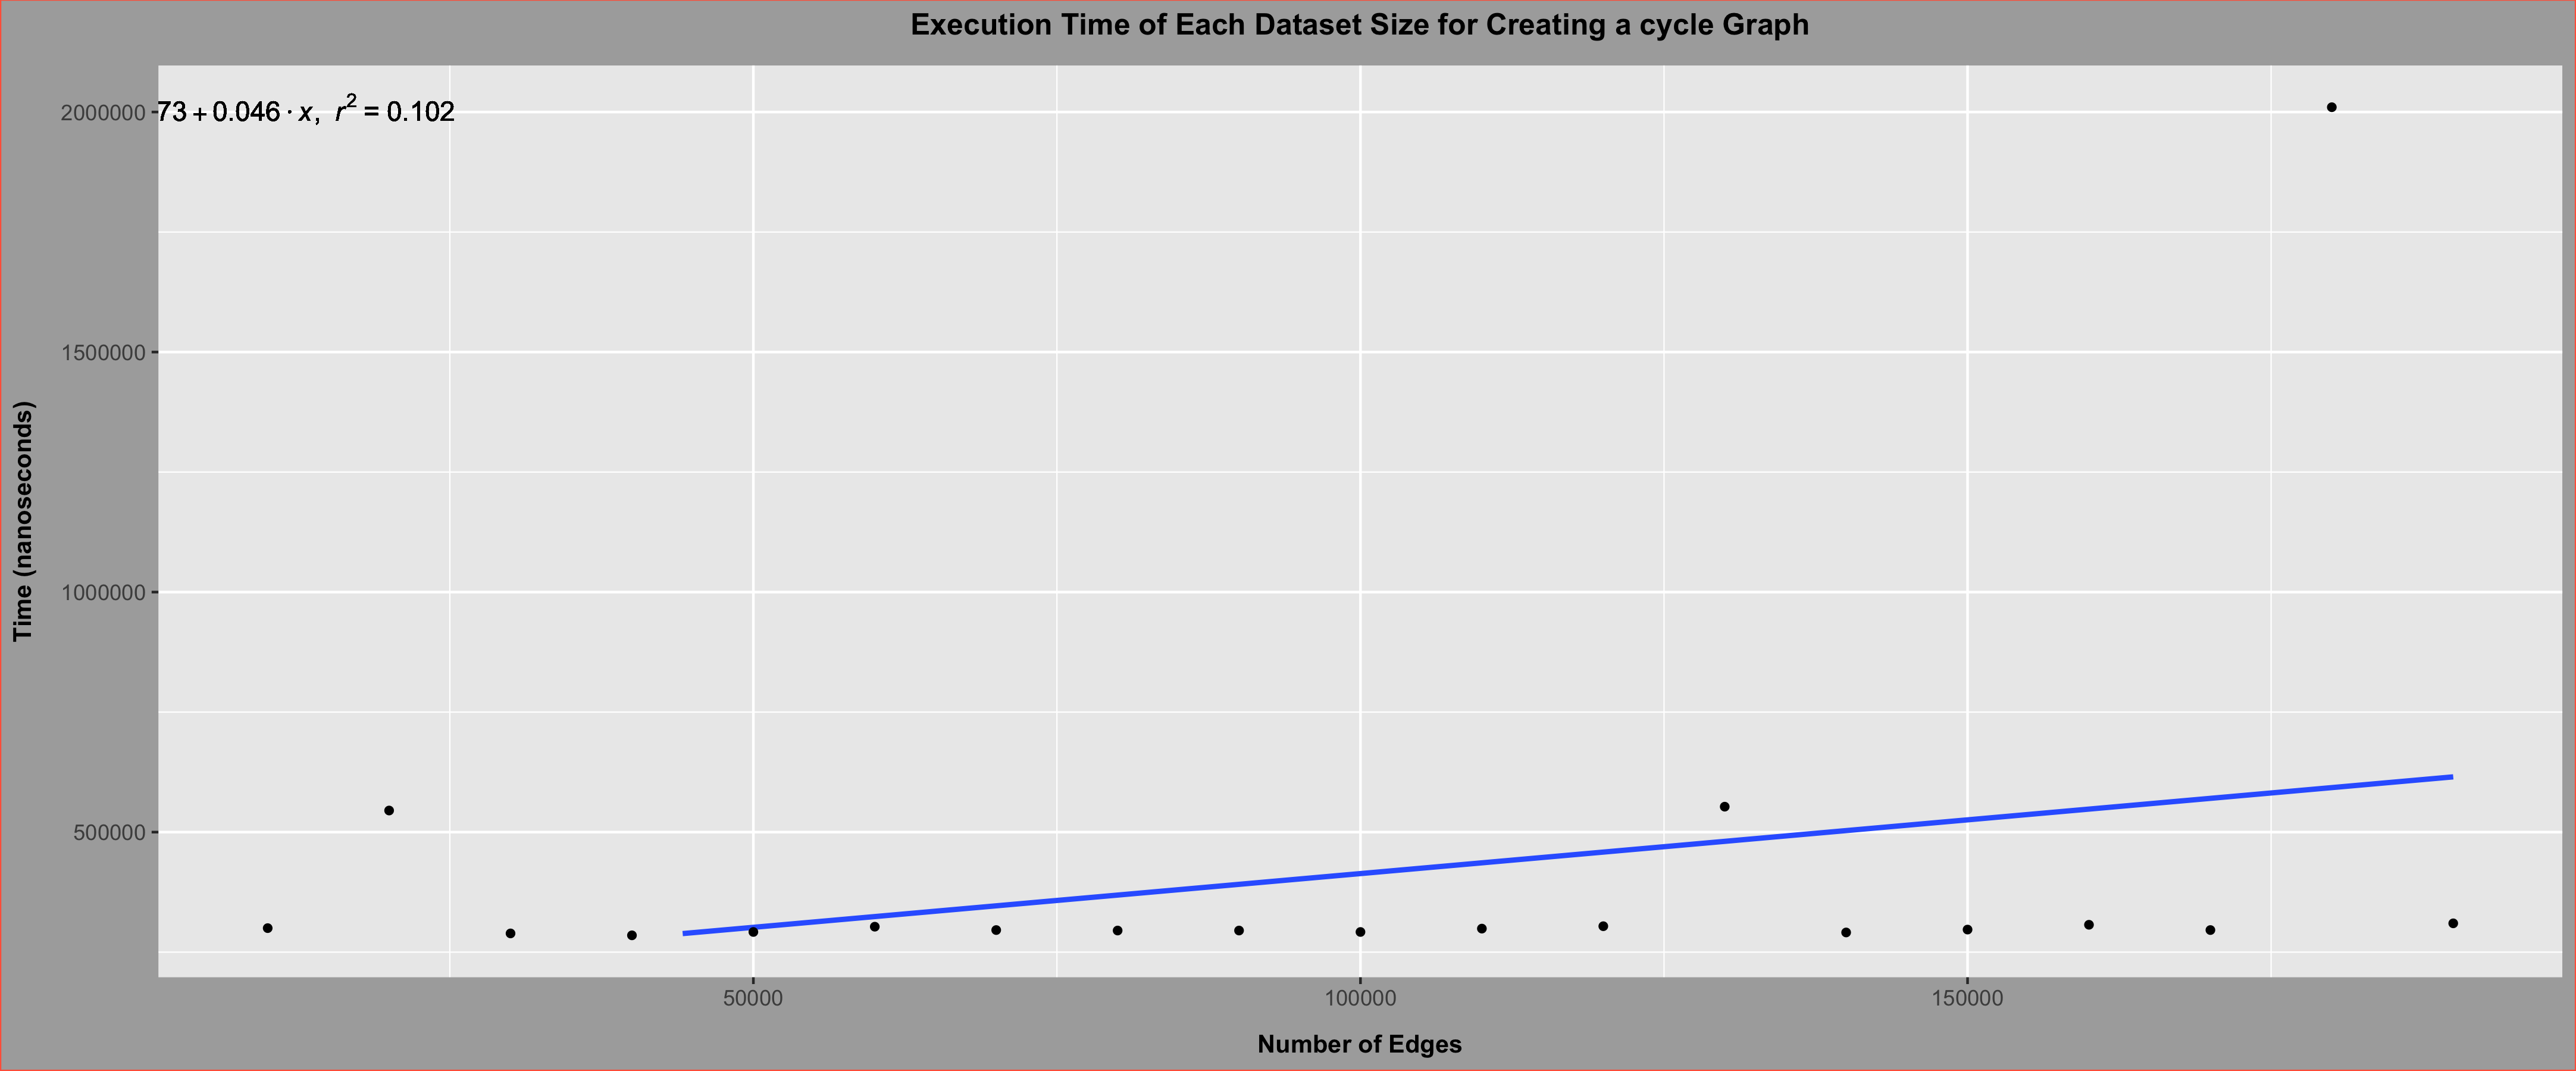 Execution Time of Each Dataset Size for Creating a cycle Graph
73 + 0.046 · x, r² = 0.102
2000000
1500000
1000000
500000
Time (nanoseconds)
50000 100000 150000
Number of Edges